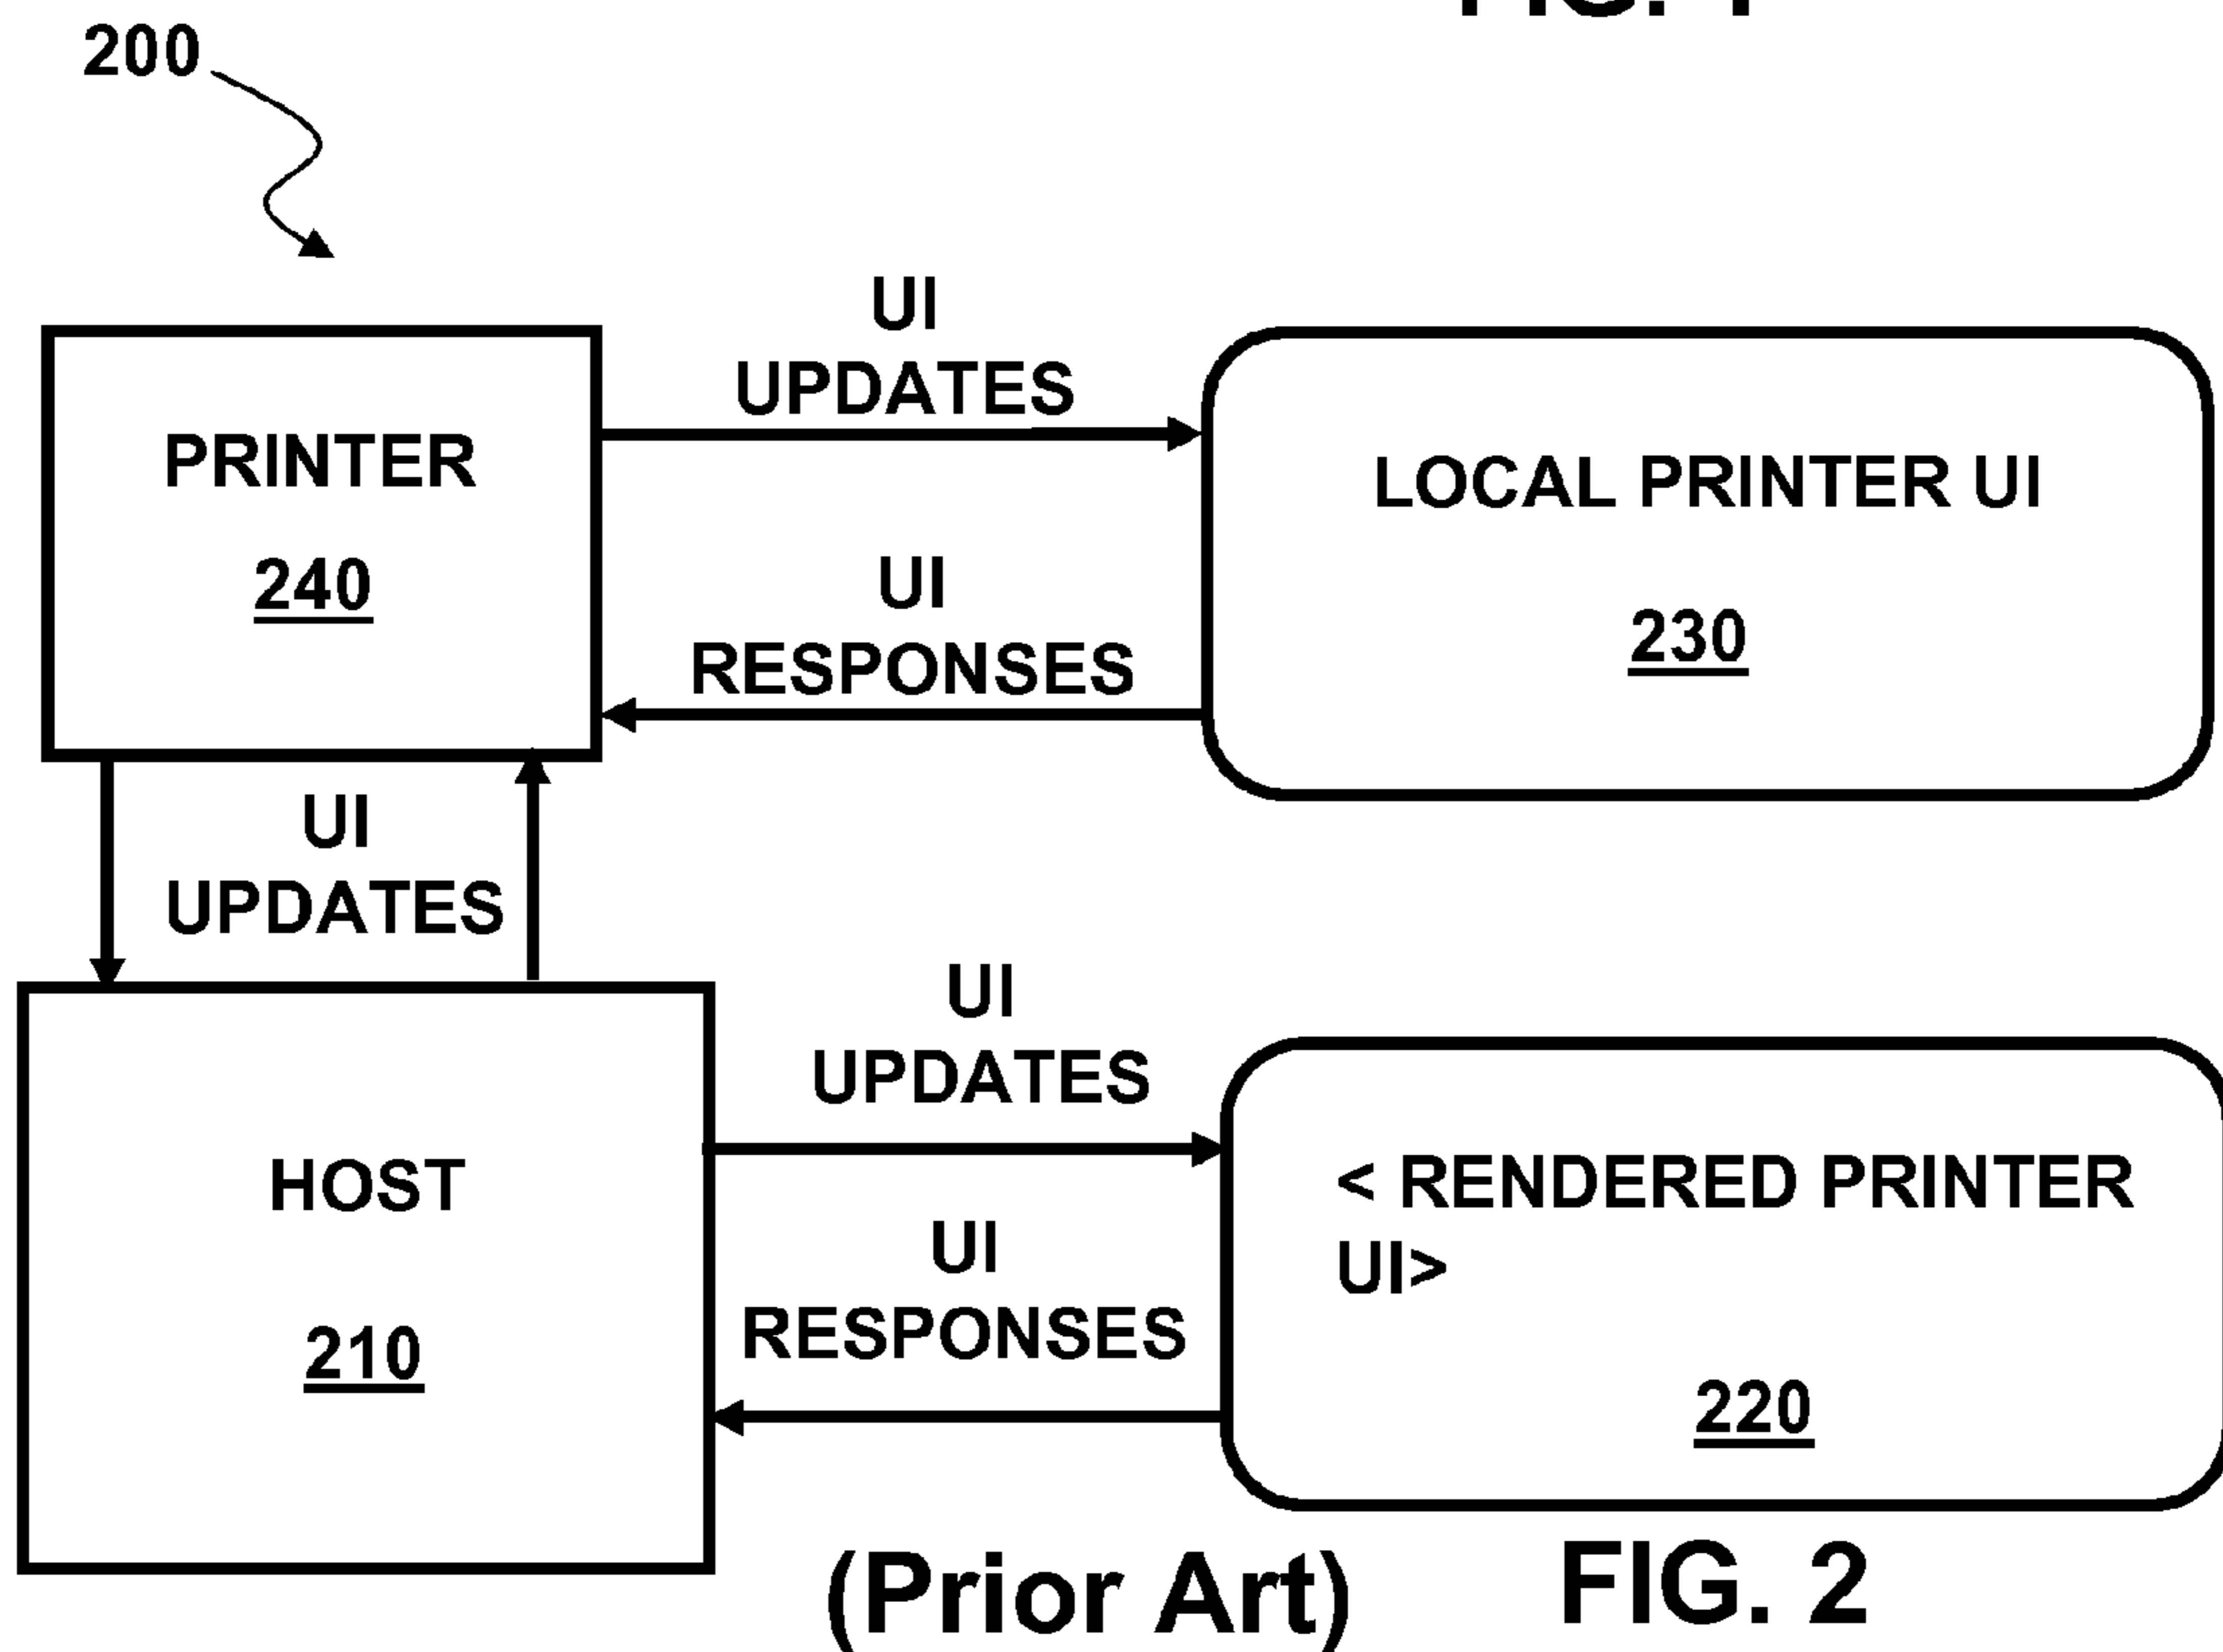 200
UI
UPDATES
PRINTER
240
UI
RESPONSES
LOCAL PRINTER UI
230
UI
UPDATES
HOST
210
UI
UPDATES
UI
RESPONSES
< RENDERED PRINTER
UI>
220
(Prior Art)
FIG. 2